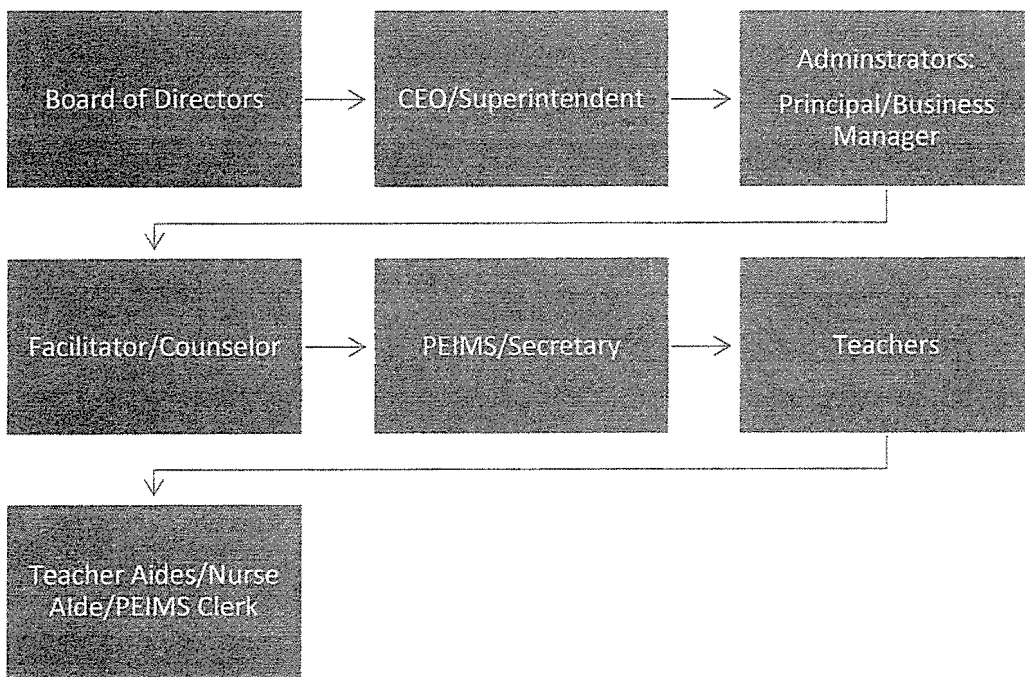 Board of Directors
CEO/Superintendent
Adminstrators:
Principal/Business
Manager
Facilitator/Counselor
PEIMS/Secretary
Teachers
Teacher Aides/Nurse
Aide/PEIMS Clerk